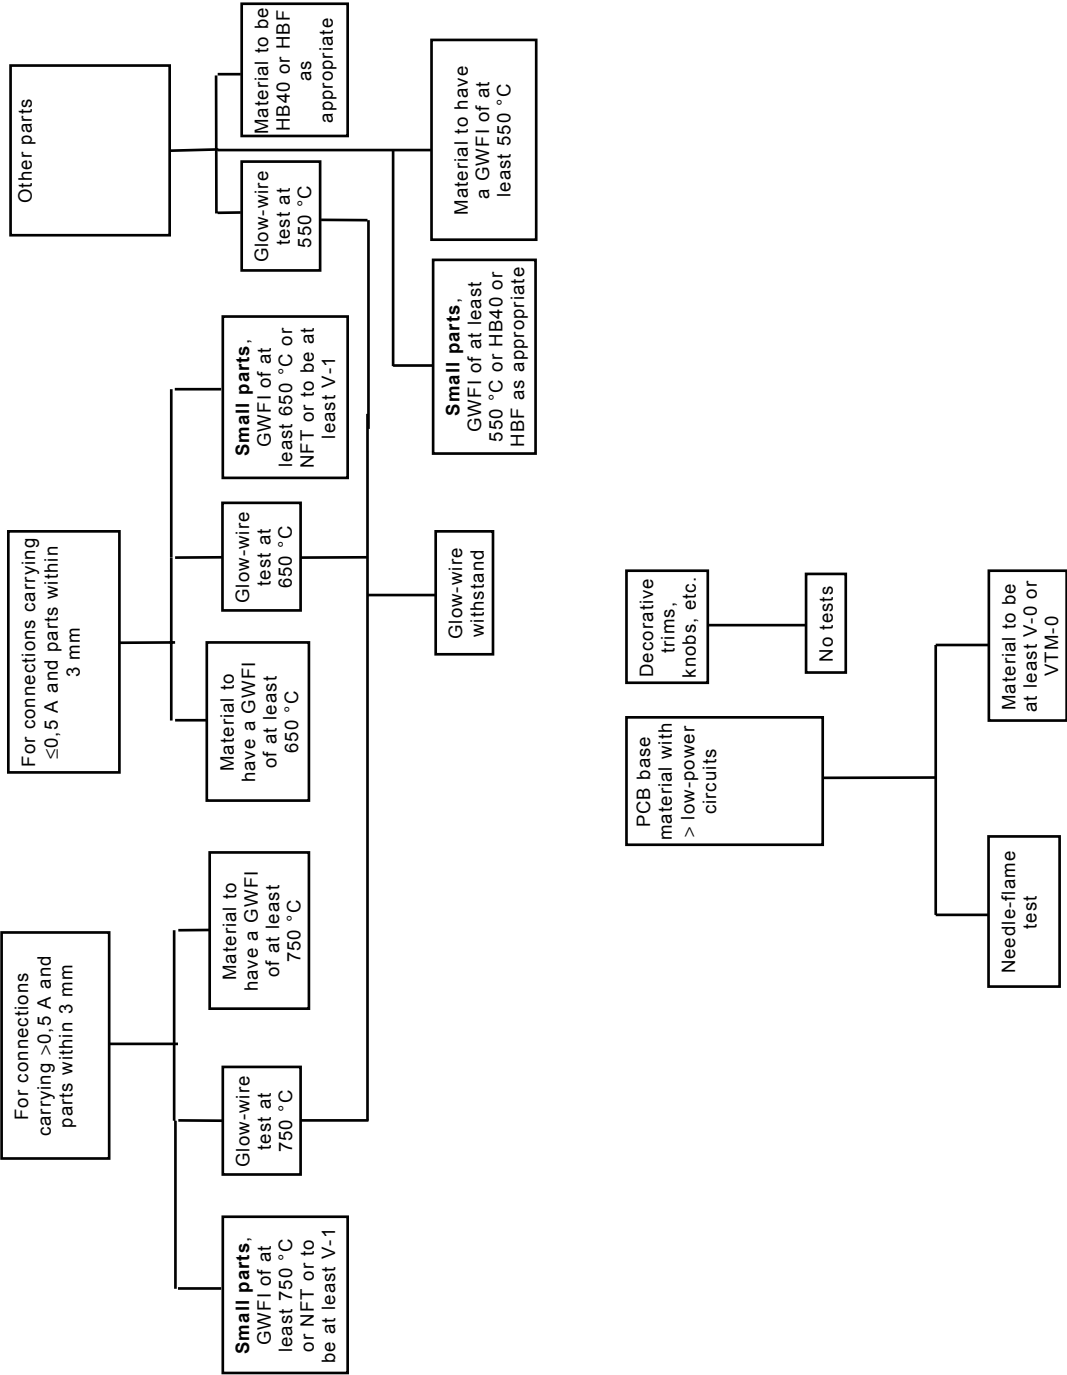 For connections
carrying >0,5 A and
parts within 3 mm
For connections carrying
≤0,5 A and parts within
3 mm
Other parts
Small parts,
GWFI of at
least 750 °C
or NFT or to
be at least V-1
Glow-wire
test at
750 °C
Material to
have a GWFI
of at least
750 °C
Material to
have a GWFI
of at least
650 °C
Glow-wire
test at
650 °C
Small parts,
GWFI of at
least 650 °C or
NFT or to be at
least V-1
Glow-wire
test at
550 °C
Material to be
HB40 or HBF
as
appropriate
Glow-wire
withstand
Small parts,
GWFI of at least
550 °C or HB40 or
HBF as appropriate
Material to have
a GWFI of at
least 550 °C
PCB base
material with
> low-power
circuits
Decorative
trims,
knobs, etc.
No tests
Needle-flame
test
Material to be
at least V-0 or
VTM-0